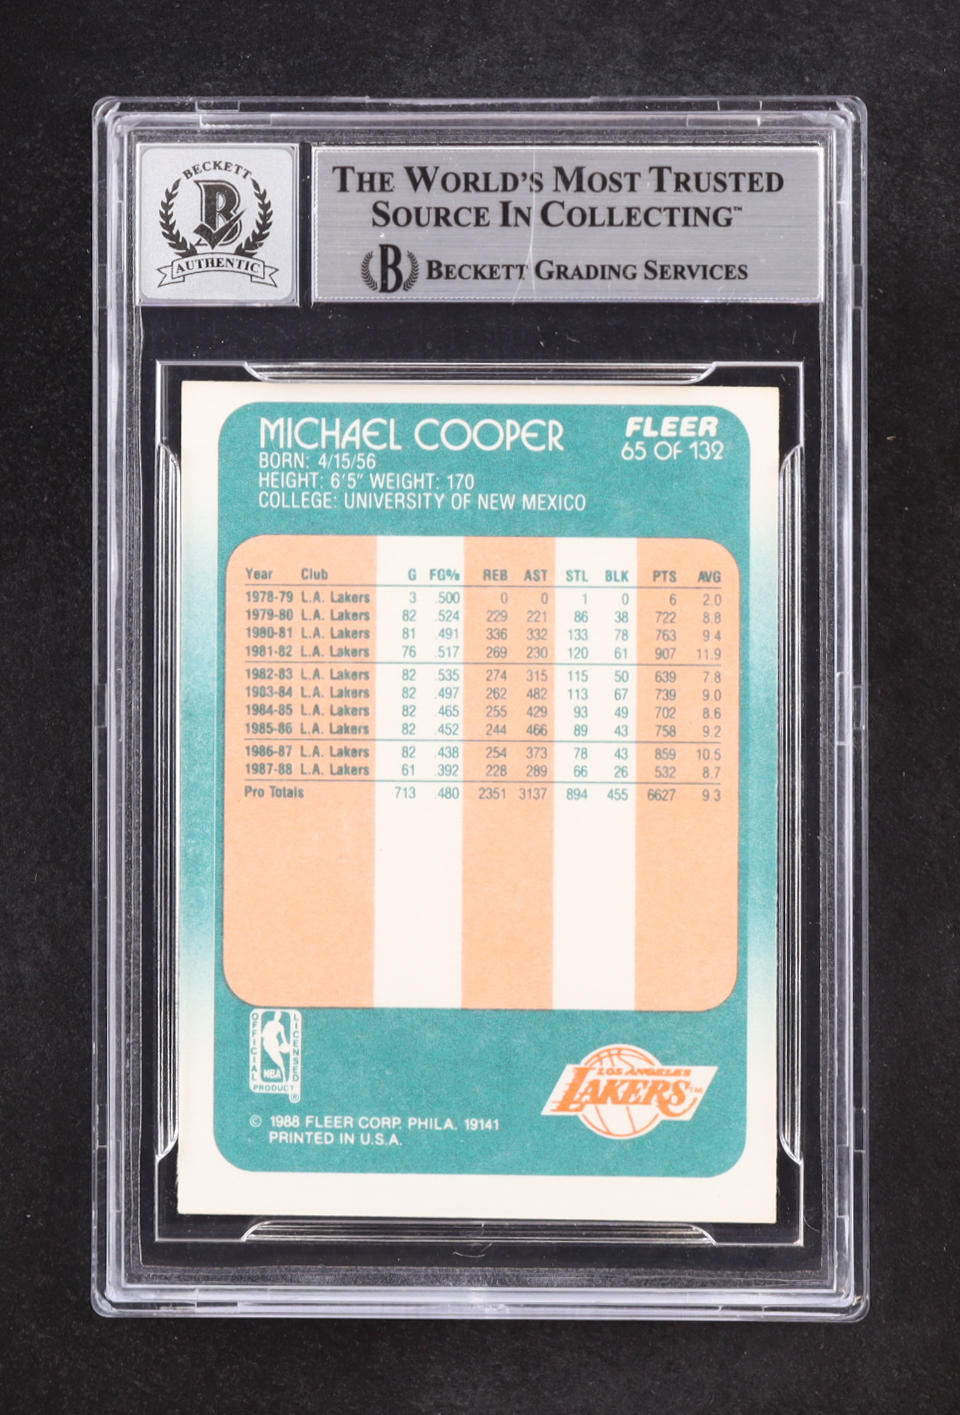 BECKETT
B
AUTHENTIC
THE WORLD'S MOST TRUSTED
SOURCE IN COLLECTING™
B BECKETT GRADING SERVICES
MICHAEL COOPER
FLEER
65 OF 132
BORN: 4/15/56
HEIGHT: 6'5" WEIGHT: 170
COLLEGE: UNIVERSITY OF NEW MEXICO
Year Club G FG% REB AST STL BLK PTS AVG
1978-79 L.A. Lakers 3 .500 0 0 1 0 6 2.0
1979-80 L.A. Lakers 82 .524 229 221 86 38 722 8.8
1980-81 L.A. Lakers 81 .491 336 332 133 78 763 9.4
1981-82 L.A. Lakers 76 .517 269 230 120 61 907 11.9
1982-83 L.A. Lakers 82 .535 274 315 115 50 639 7.8
1983-84 L.A. Lakers 82 .497 262 482 113 67 739 9.0
1984-85 L.A. Lakers 82 .465 255 429 93 49 702 8.6
1985-86 L.A. Lakers 82 .452 244 466 89 43 758 9.2
1986-87 L.A. Lakers 82 .438 254 373 78 43 859 10.5
1987-88 L.A. Lakers 61 .392 228 289 66 26 532 8.7
Pro Totals 713 .480 2351 3137 894 455 6627 9.3
OFFICIAL
LICENSED
NBA
PRODUCT ®
LOS ANGELES
LAKERS™
© 1988 FLEER CORP. PHILA. 19141
PRINTED IN U.S.A.